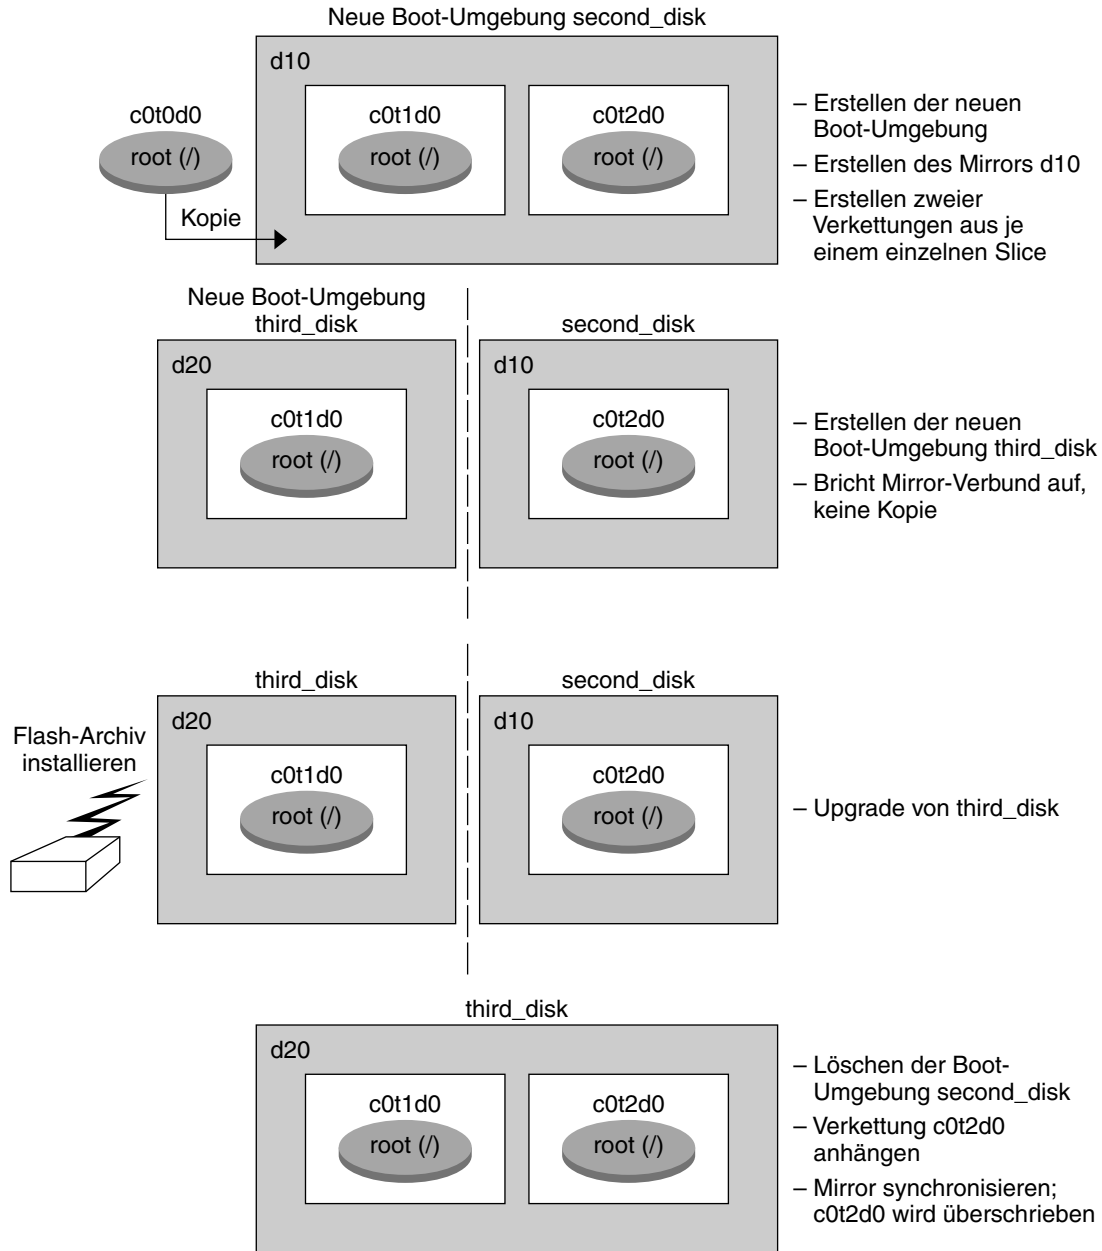 Neue Boot-Umgebung second_disk
d10
c0t0d0
root (/)
Kopie
c0t1d0
root (/)
c0t2d0
root (/)
– Erstellen der neuen
Boot-Umgebung
– Erstellen des Mirrors d10
– Erstellen zweier
Verkettungen aus je
einem einzelnen Slice
Neue Boot-Umgebung
third_disk
d20
c0t1d0
root (/)
second_disk
d10
c0t2d0
root (/)
– Erstellen der neuen
Boot-Umgebung third_disk
– Bricht Mirror-Verbund auf,
keine Kopie
Flash-Archiv
installieren
third_disk
d20
c0t1d0
root (/)
second_disk
d10
c0t2d0
root (/)
– Upgrade von third_disk
third_disk
d20
c0t1d0
root (/)
c0t2d0
root (/)
– Löschen der Boot-
Umgebung second_disk
– Verkettung c0t2d0
anhängen
– Mirror synchronisieren;
c0t2d0 wird überschrieben